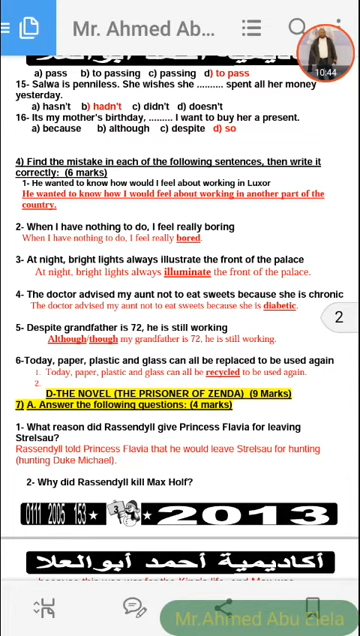 Mr. Ahmed Ab...
10:44
a) pass b) to passing c) passing d) to pass
15- Salwa is penniless. She wishes she .......... spent all her money
yesterday.
a) hasn't b) hadn't c) didn't d) doesn't
16- Its my mother's birthday, ......... I want to buy her a present.
a) because b) although c) despite d) so
4) Find the mistake in each of the following sentences, then write it
correctly: (6 marks)
1- He wanted to know how would I feel about working in Luxor
He wanted to know how I would feel about working in another part of the
country.
2- When I have nothing to do, I feel really boring
When I have nothing to do, I feel really bored.
3- At night, bright lights always illustrate the front of the palace
At night, bright lights always illuminate the front of the palace.
4- The doctor advised my aunt not to eat sweets because she is chronic
The doctor advised my aunt not to eat sweets because she is diabetic.
2
5- Despite grandfather is 72, he is still working
Although/though my grandfather is 72, he is still working.
6-Today, paper, plastic and glass can all be replaced to be used again
1. Today, paper, plastic and glass can all be recycled to be used again.
2.
D-THE NOVEL (THE PRISONER OF ZENDA) (9 Marks)
7) A. Answer the following questions: (4 marks)
1- What reason did Rassendyll give Princess Flavia for leaving
Strelsau?
Rassendyll told Princess Flavia that he would leave Strelsau for hunting
(hunting Duke Michael).
2- Why did Rassendyll kill Max Holf?
0111 2005 153 ★ 3 ★ 2013
أكاديمية أحمد أبو العلا
Mr.Ahmed Abu Elela